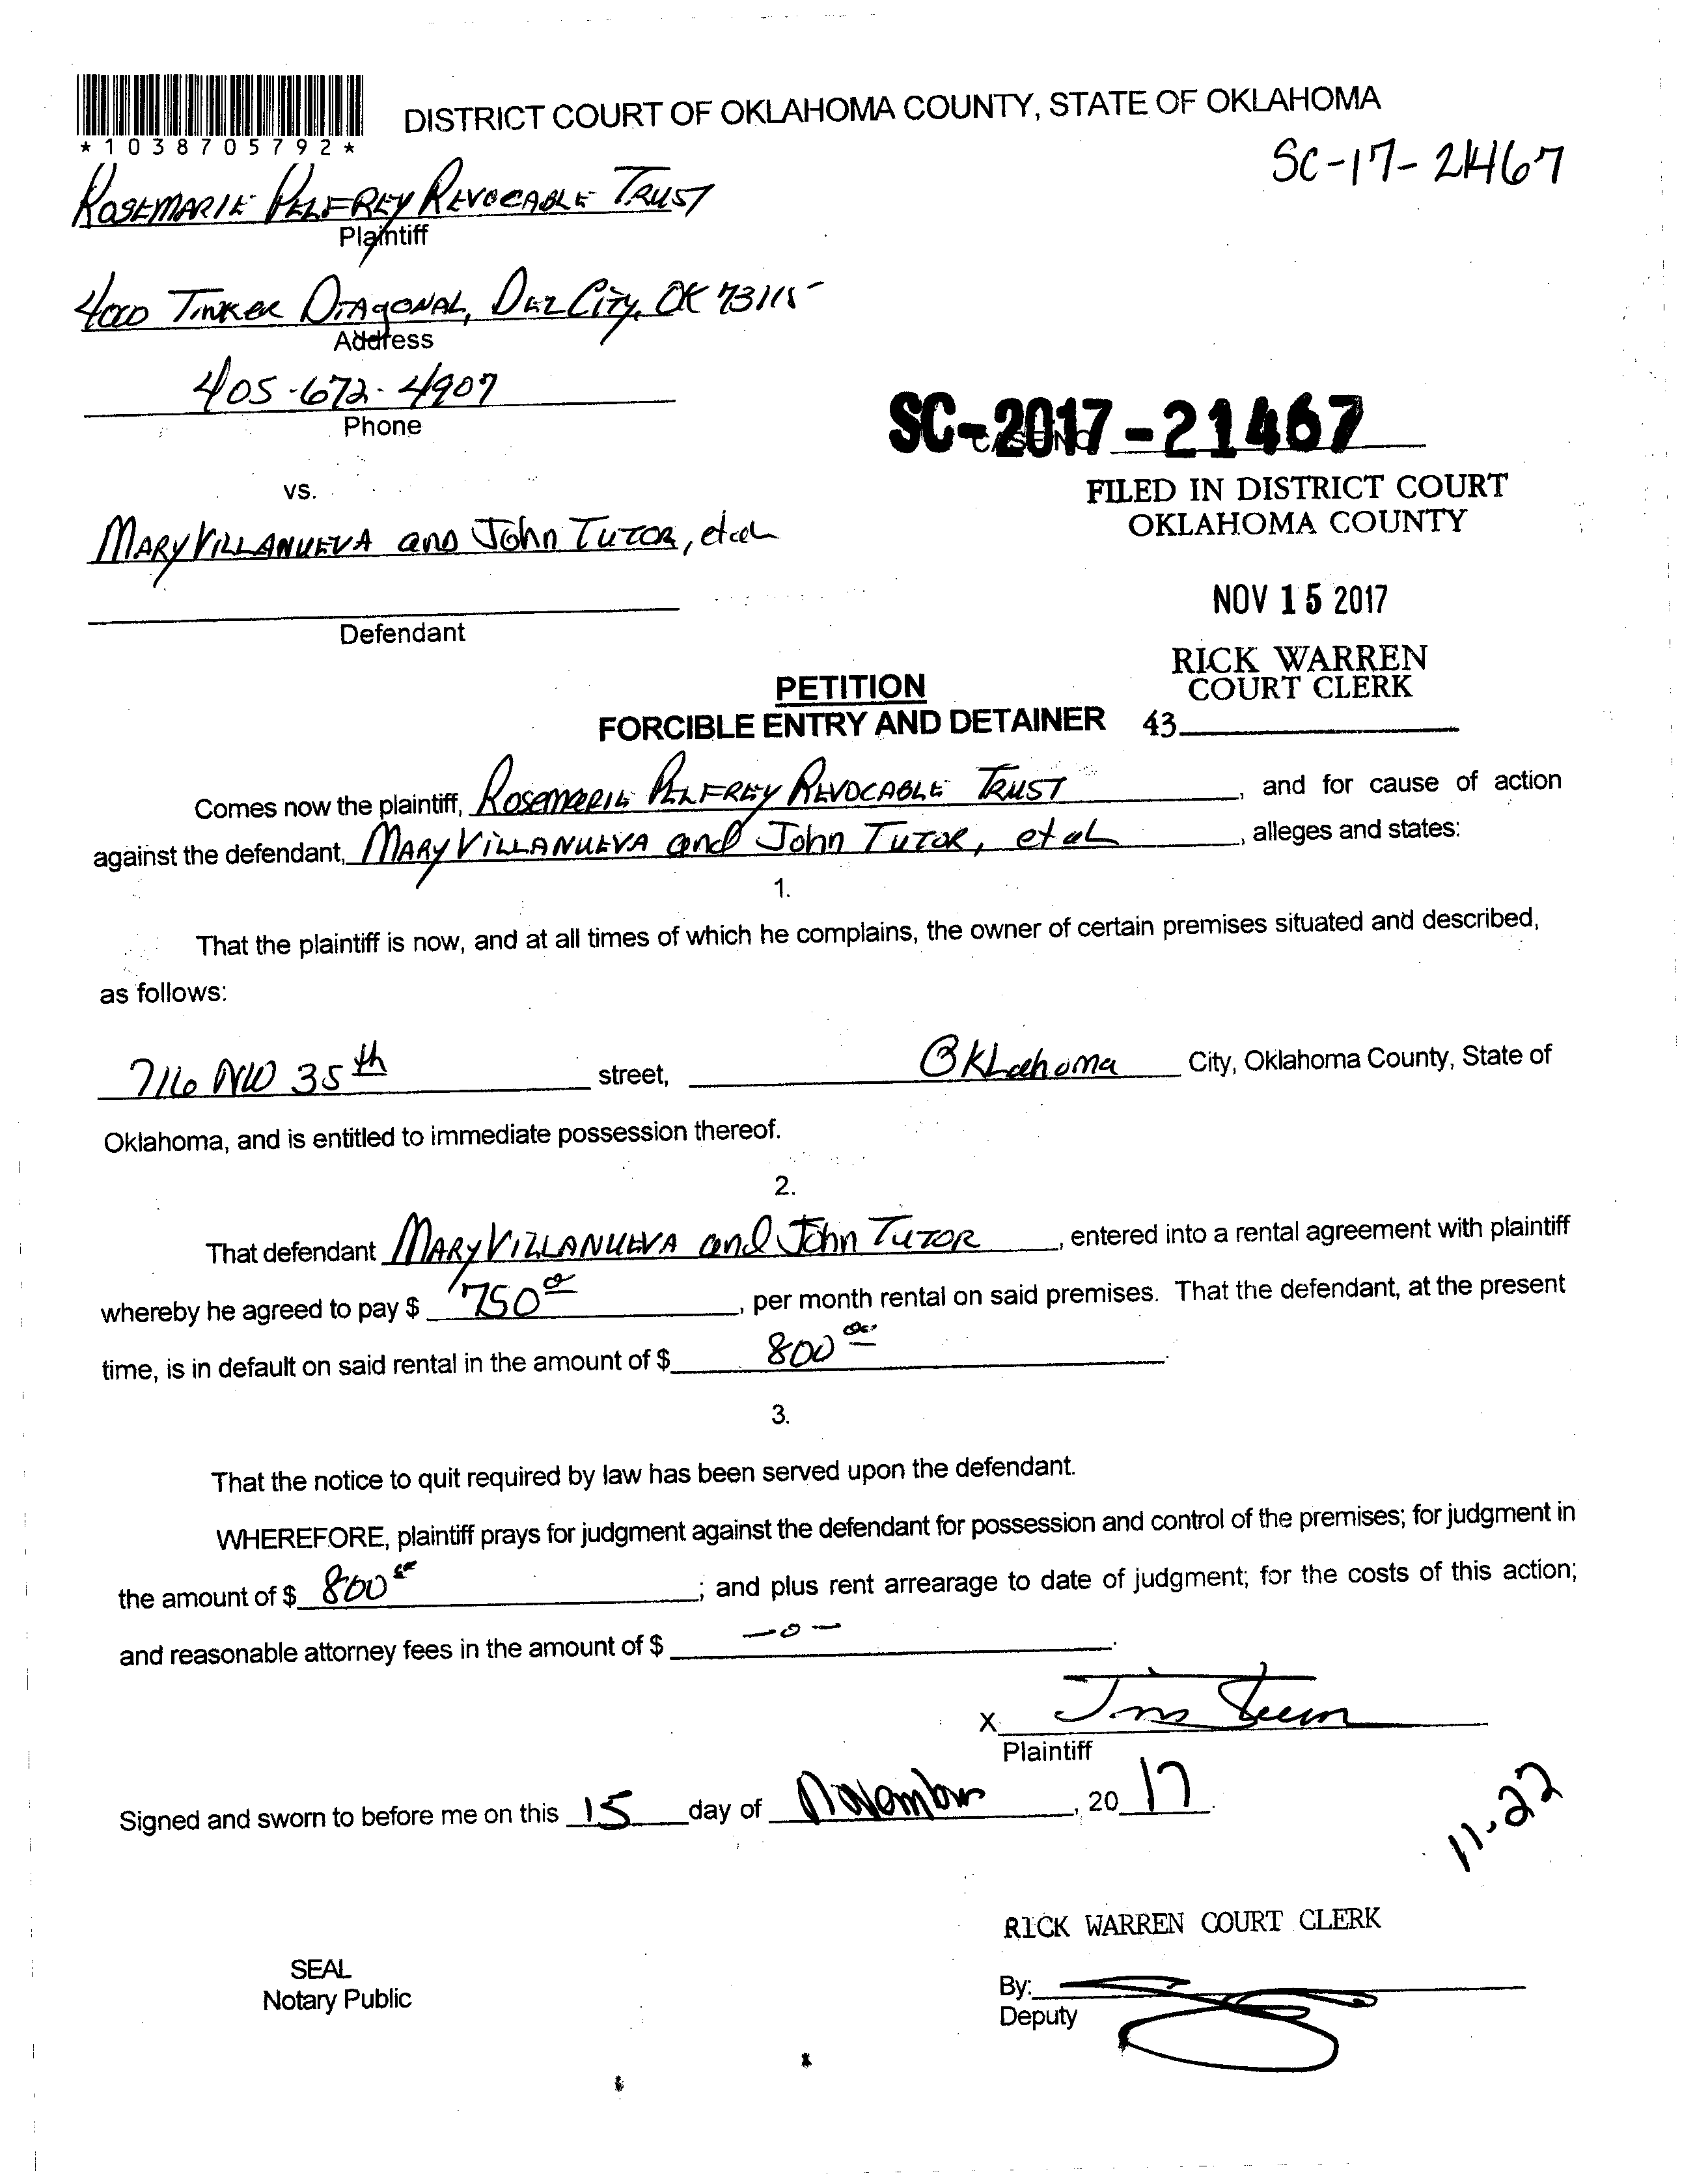 *1038705792*
DISTRICT COURT OF OKLAHOMA COUNTY, STATE OF OKLAHOMA
SC-17-21467
ROSEMARIE PELFREY REVOCABLE TRUST
Plaintiff
4000 TINKER DIAGONAL, DEL CITY, OK 73115
Address
405-672-4907
Phone
SC-2017-21467
CASE NO.
vs.
FILED IN DISTRICT COURT
OKLAHOMA COUNTY
MARY VILLANUEVA and John TUTOR, et al
NOV 15 2017
Defendant
RICK WARREN
COURT CLERK
PETITION
FORCIBLE ENTRY AND DETAINER
43
Comes now the plaintiff, ROSEMARIE PELFREY REVOCABLE TRUST, and for cause of action
against the defendant, MARY VILLANUEVA and John TUTOR, et al, alleges and states:
1.
That the plaintiff is now, and at all times of which he complains, the owner of certain premises situated and described,
as follows:
716 NW 35th street, Oklahoma City, Oklahoma County, State of
Oklahoma, and is entitled to immediate possession thereof.
2.
That defendant MARY VILLANUEVA and John TUTOR, entered into a rental agreement with plaintiff
whereby he agreed to pay $ 750 00, per month rental on said premises. That the defendant, at the present
time, is in default on said rental in the amount of $ 800 00.
3.
That the notice to quit required by law has been served upon the defendant.
WHEREFORE, plaintiff prays for judgment against the defendant for possession and control of the premises; for judgment in
the amount of $ 800 00; and plus rent arrearage to date of judgment; for the costs of this action;
and reasonable attorney fees in the amount of $ -0-.
X
Plaintiff
Signed and sworn to before me on this 15 day of November, 20 17.
11-22
RICK WARREN COURT CLERK
SEAL
Notary Public
By:
Deputy